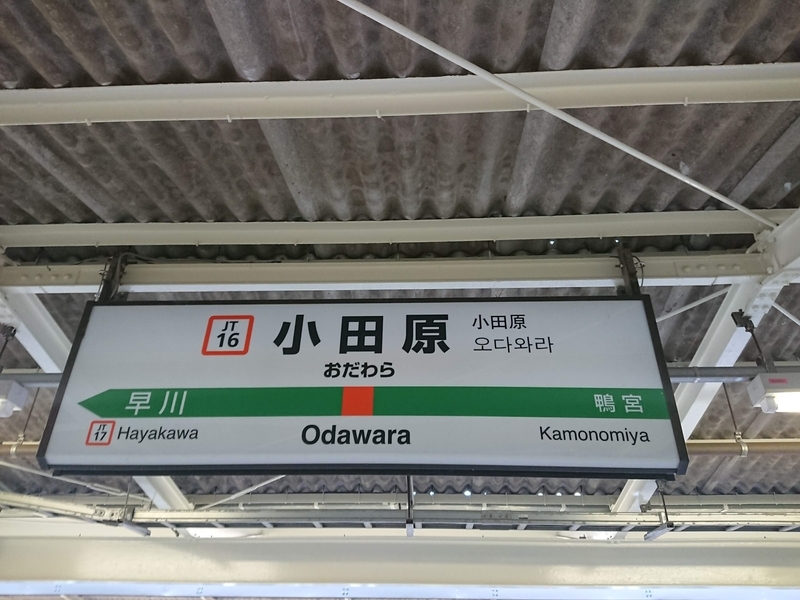 JT
16
小田原
小田原
오다와라
おだわら
早川
鴨宮
JT
17
Hayakawa
Odawara
Kamonomiya